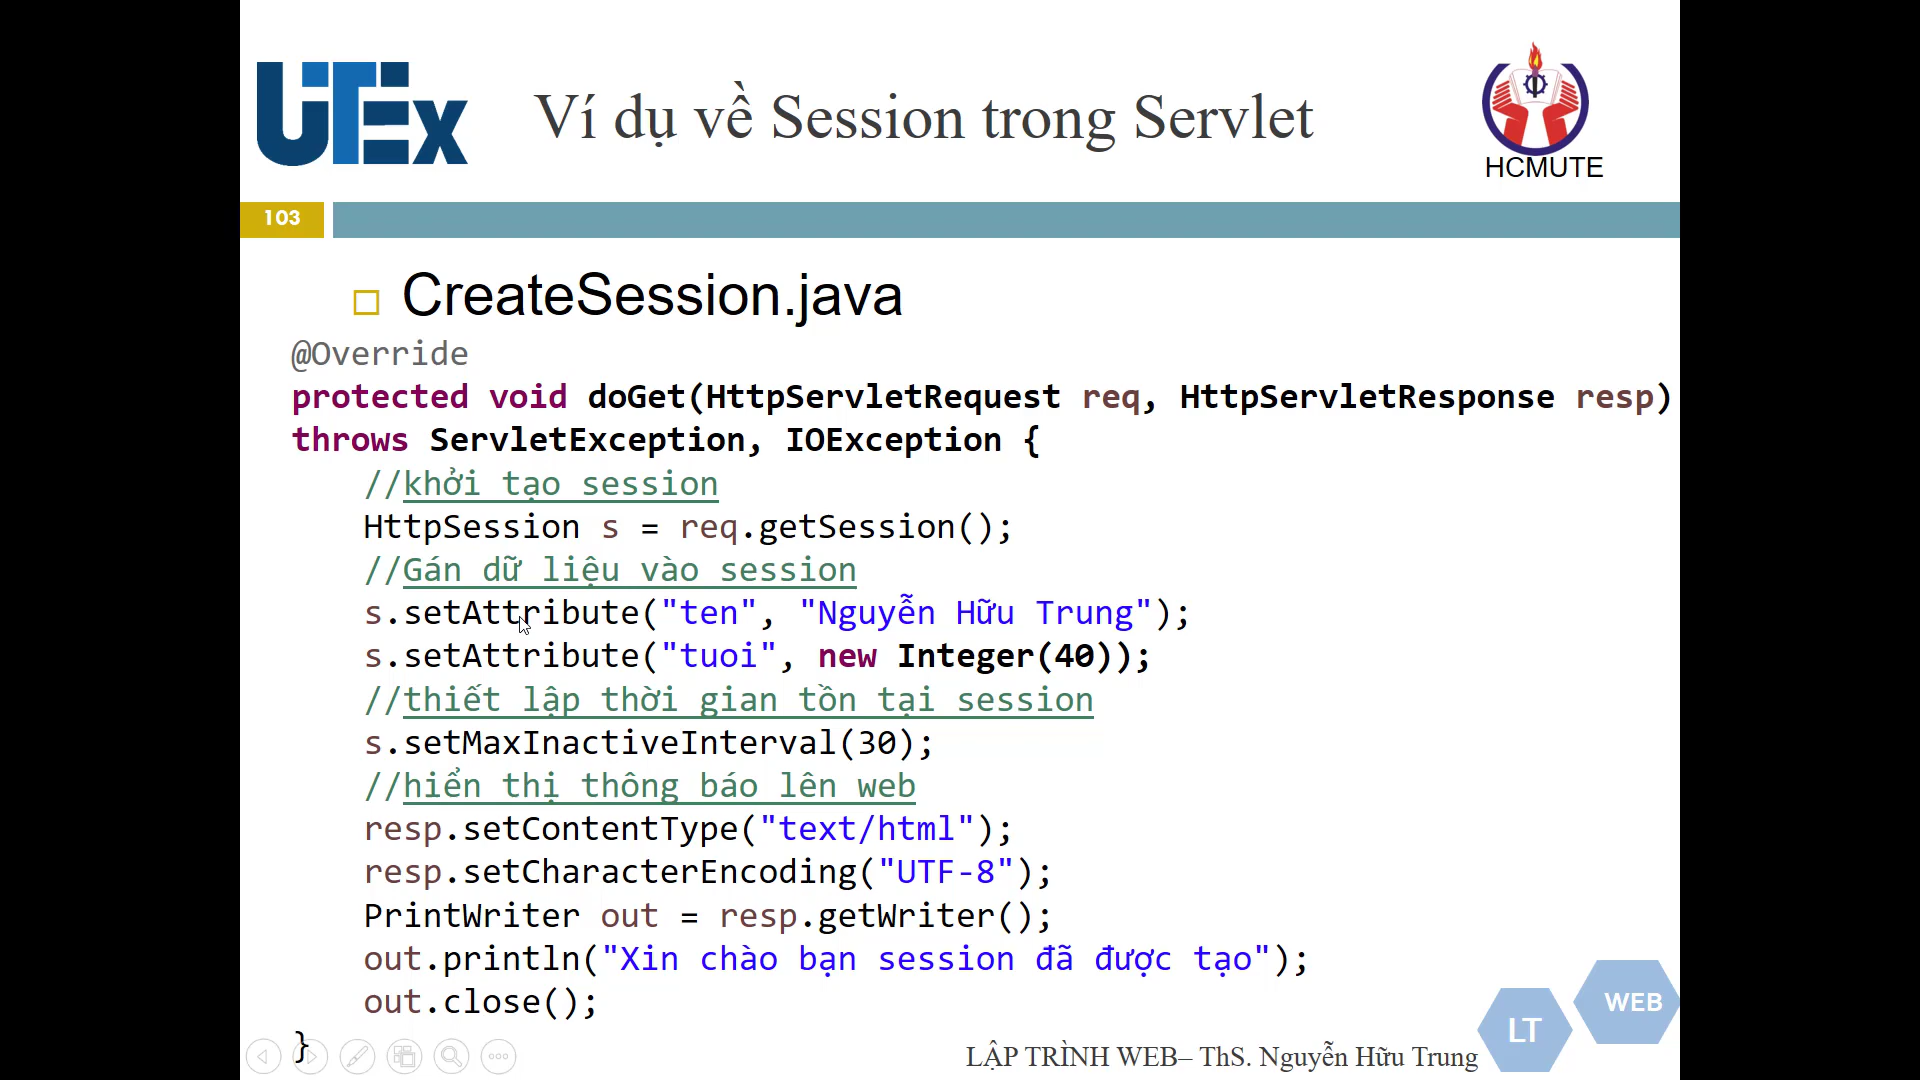 UTEx
Ví dụ về Session trong Servlet
HCMUTE
103
CreateSession.java
@Override
protected void doGet(HttpServletRequest req, HttpServletResponse resp)
throws ServletException, IOException {
//khởi tạo session
HttpSession s = req.getSession();
//Gán dữ liệu vào session
s.setAttribute("ten", "Nguyễn Hữu Trung");
s.setAttribute("tuoi", new Integer(40));
//thiết lập thời gian tồn tại session
s.setMaxInactiveInterval(30);
//hiển thị thông báo lên web
resp.setContentType("text/html");
resp.setCharacterEncoding("UTF-8");
PrintWriter out = resp.getWriter();
out.println("Xin chào bạn session đã được tạo");
out.close();
}
LẬP TRÌNH WEB– ThS. Nguyễn Hữu Trung
LT
WEB